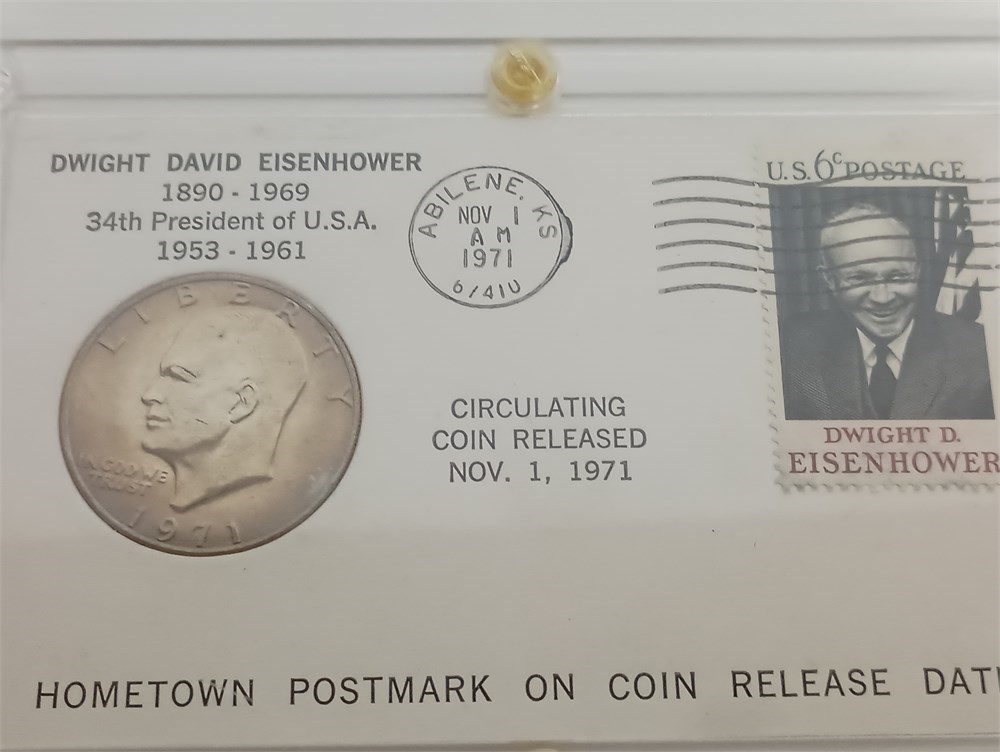 DWIGHT DAVID EISENHOWER
1890 - 1969
34th President of U.S.A.
1953 - 1961
LIBERTY
IN GOD WE
TRUST
1971
ABILENE, KS
NOV 1
AM
1971
CIRCULATING
COIN RELEASED
NOV. 1, 1971
U.S. 6c POSTAGE
DWIGHT D.
EISENHOWER
HOMETOWN POSTMARK ON COIN RELEASE DAT